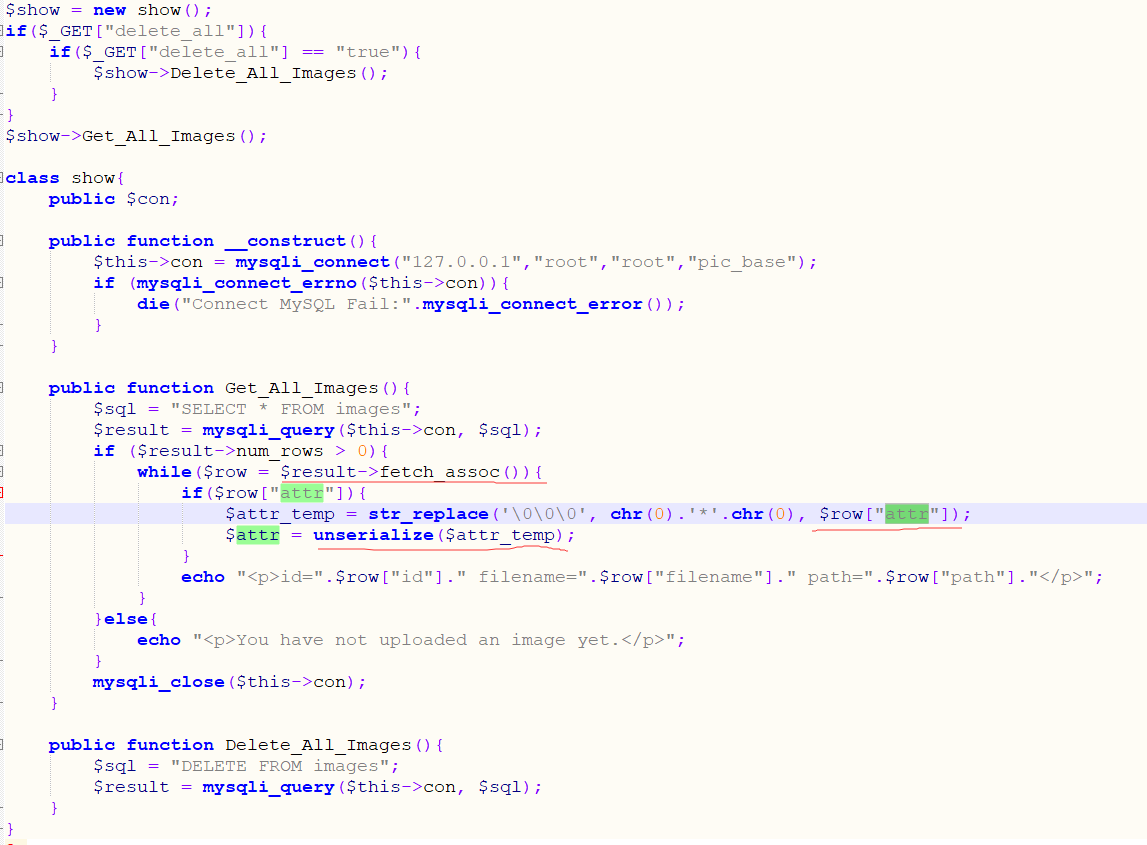 $show = new show();
if($_GET["delete_all"]){
    if($_GET["delete_all"] == "true"){
        $show->Delete_All_Images();
    }
}
$show->Get_All_Images();

class show{
    public $con;

    public function __construct(){
        $this->con = mysqli_connect("127.0.0.1","root","root","pic_base");
        if (mysqli_connect_errno($this->con)){
            die("Connect MySQL Fail:".mysqli_connect_error());
        }
    }

    public function Get_All_Images(){
        $sql = "SELECT * FROM images";
        $result = mysqli_query($this->con, $sql);
        if ($result->num_rows > 0){
            while($row = $result->fetch_assoc()){
                if($row["attr"]){
                    $attr_temp = str_replace('\0\0\0', chr(0).'*'.chr(0), $row["attr"]);
                    $attr = unserialize($attr_temp);
                }
                echo "<p>id=".$row["id"]." filename=".$row["filename"]." path=".$row["path"]."</p>";
            }
        }else{
            echo "<p>You have not uploaded an image yet.</p>";
        }
        mysqli_close($this->con);
    }

    public function Delete_All_Images(){
        $sql = "DELETE FROM images";
        $result = mysqli_query($this->con, $sql);
    }
}